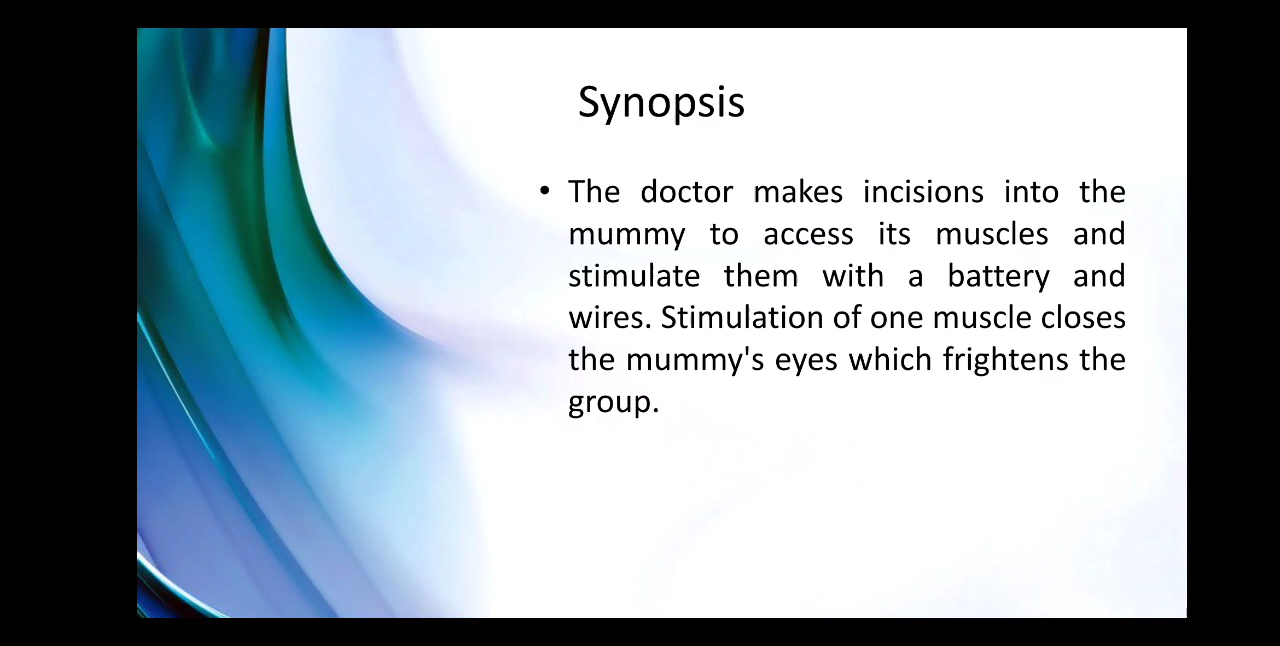 Synopsis
• The doctor makes incisions into the
mummy to access its muscles and
stimulate them with a battery and
wires. Stimulation of one muscle closes
the mummy's eyes which frightens the
group.